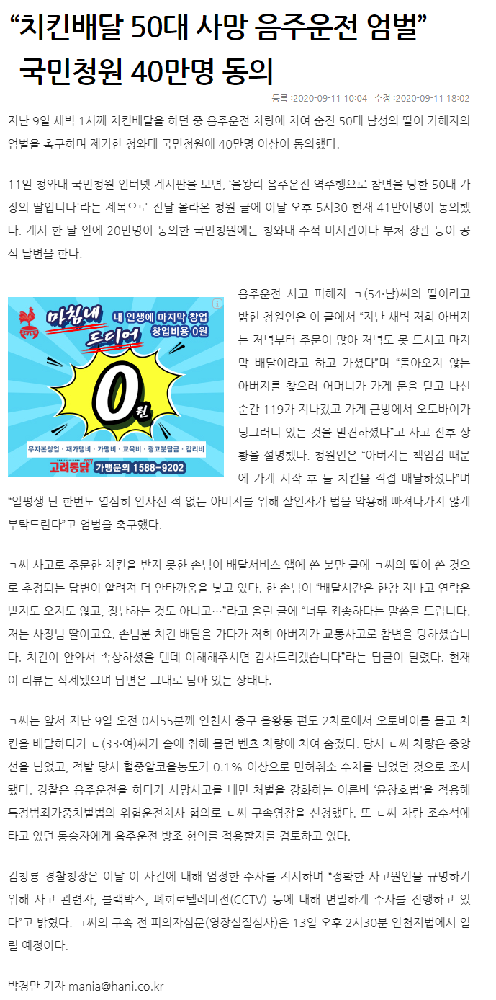 “치킨배달 50대 사망 음주운전 엄벌”
국민청원 40만명 동의
등록 :2020-09-11 10:04 수정 :2020-09-11 18:02
지난 9일 새벽 1시께 치킨배달을 하던 중 음주운전 차량에 치여 숨진 50대 남성의 딸이 가해자의
엄벌을 촉구하며 제기한 청와대 국민청원에 40만명 이상이 동의했다.
11일 청와대 국민청원 인터넷 게시판을 보면, ‘을왕리 음주운전 역주행으로 참변을 당한 50대 가
장의 딸입니다'라는 제목으로 전날 올라온 청원 글에 이날 오후 5시30 현재 41만여명이 동의했
다. 게시 한 달 안에 20만명이 동의한 국민청원에는 청와대 수석 비서관이나 부처 장관 등이 공
식 답변을 한다.
마침내
드디어
내 인생에 마지막 창업
창업비용 0원
0원
무자본창업 · 재가맹비 · 가맹비 · 교육비 · 광고분담금 · 감리비
고려통닭 가맹문의 1588-9202
음주운전 사고 피해자 ㄱ(54·남)씨의 딸이라고
밝힌 청원인은 이 글에서 “지난 새벽 저희 아버지
는 저녁부터 주문이 많아 저녁도 못 드시고 마지
막 배달이라고 하고 가셨다”며 “돌아오지 않는
아버지를 찾으러 어머니가 가게 문을 닫고 나선
순간 119가 지나갔고 가게 근방에서 오토바이가
덩그러니 있는 것을 발견하셨다”고 사고 전후 상
황을 설명했다. 청원인은 “아버지는 책임감 때문
에 가게 시작 후 늘 치킨을 직접 배달하셨다”며
“일평생 단 한번도 열심히 안사신 적 없는 아버지를 위해 살인자가 법을 악용해 빠져나가지 않게
부탁드린다”고 엄벌을 촉구했다.
ㄱ씨 사고로 주문한 치킨을 받지 못한 손님이 배달서비스 앱에 쓴 불만 글에 ㄱ씨의 딸이 쓴 것으
로 추정되는 답변이 알려져 더 안타까움을 낳고 있다. 한 손님이 “배달시간은 한참 지나고 연락은
받지도 오지도 않고, 장난하는 것도 아니고…”라고 올린 글에 “너무 죄송하다는 말씀을 드립니다.
저는 사장님 딸이고요. 손님분 치킨 배달을 가다가 저희 아버지가 교통사고로 참변을 당하셨습니
다. 치킨이 안와서 속상하셨을 텐데 이해해주시면 감사드리겠습니다”라는 답글이 달렸다. 현재
이 리뷰는 삭제됐으며 답변은 그대로 남아 있는 상태다.
ㄱ씨는 앞서 지난 9일 오전 0시55분께 인천시 중구 을왕동 편도 2차로에서 오토바이를 몰고 치
킨을 배달하다가 ㄴ(33·여)씨가 술에 취해 몰던 벤츠 차량에 치여 숨졌다. 당시 ㄴ씨 차량은 중앙
선을 넘었고, 적발 당시 혈중알코올농도가 0.1% 이상으로 면허취소 수치를 넘었던 것으로 조사
됐다. 경찰은 음주운전을 하다가 사망사고를 내면 처벌을 강화하는 이른바 ‘윤창호법'을 적용해
특정범죄가중처벌법의 위험운전치사 혐의로 ㄴ씨 구속영장을 신청했다. 또 ㄴ씨 차량 조수석에
타고 있던 동승자에게 음주운전 방조 혐의를 적용할지를 검토하고 있다.
김창룡 경찰청장은 이날 이 사건에 대해 엄정한 수사를 지시하며 “정확한 사고원인을 규명하기
위해 사고 관련자, 블랙박스, 폐회로텔레비전(CCTV) 등에 대해 면밀하게 수사를 진행하고 있
다”고 밝혔다. ㄱ씨의 구속 전 피의자심문(영장실질심사)은 13일 오후 2시30분 인천지법에서 열
릴 예정이다.
박경만 기자 mania@hani.co.kr